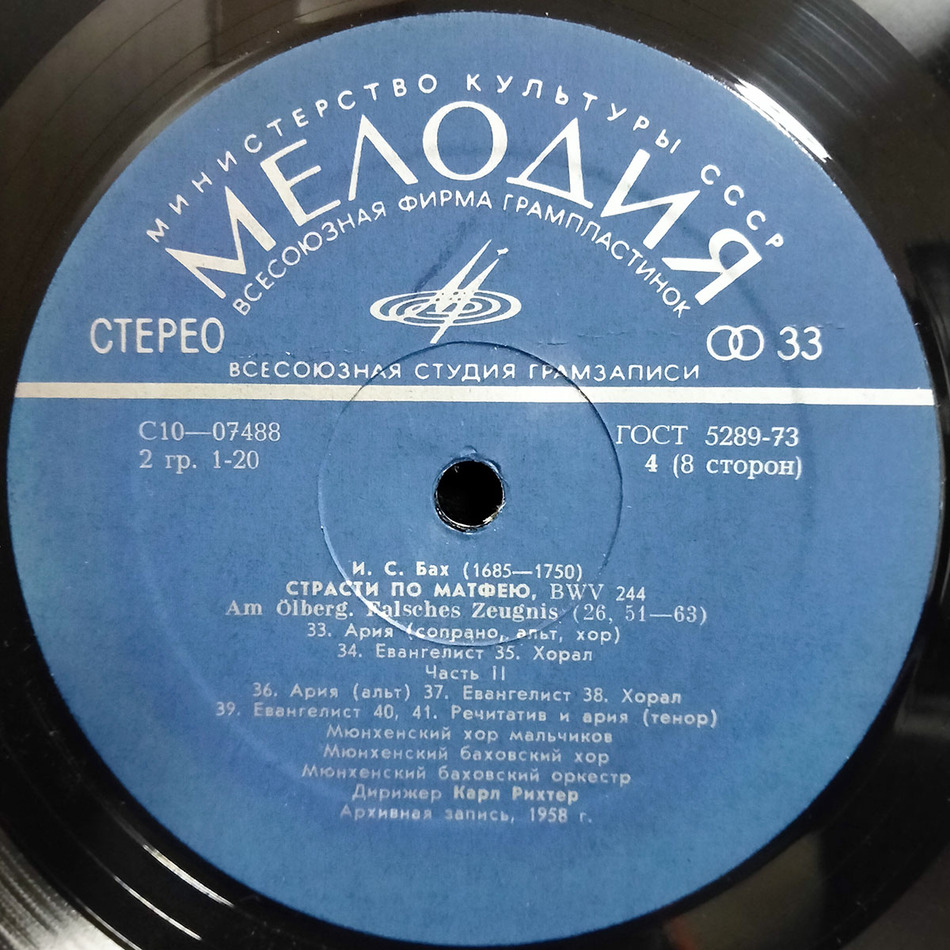 МИНИСТЕРСТВО КУЛЬТУРЫ СССР
МЕЛОДИЯ
ВСЕСОЮЗНАЯ ФИРМА ГРАМПЛАСТИНОК
СТЕРЕО
33
ВСЕСОЮЗНАЯ СТУДИЯ ГРАМЗАПИСИ
С10—07488
ГОСТ 5289-73
2 гр. 1-20
4 (8 сторон)
И. С. Бах (1685—1750)
СТРАСТИ ПО МАТФЕЮ, BWV 244
Am Ölberg. Falsches Zeugnis (26, 51—63)
33. Ария (сопрано, альт, хор)
34. Евангелист 35. Хорал
Часть II
36. Ария (альт) 37. Евангелист 38. Хорал
39. Евангелист 40, 41. Речитатив и ария (тенор)
Мюнхенский хор мальчиков
Мюнхенский баховский хор
Мюнхенский баховский оркестр
Дирижер Карл Рихтер
Архивная запись, 1958 г.